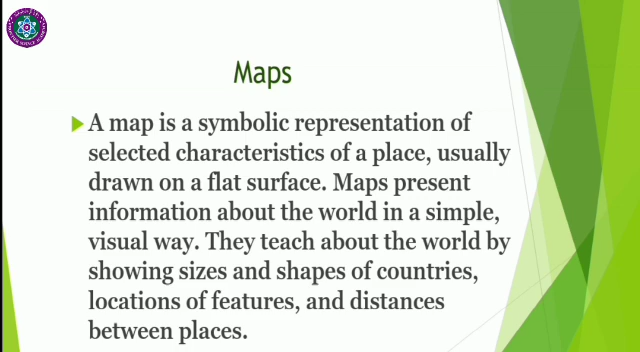 Maps
A map is a symbolic representation of
selected characteristics of a place, usually
drawn on a flat surface. Maps present
information about the world in a simple,
visual way. They teach about the world by
showing sizes and shapes of countries,
locations of features, and distances
between places.